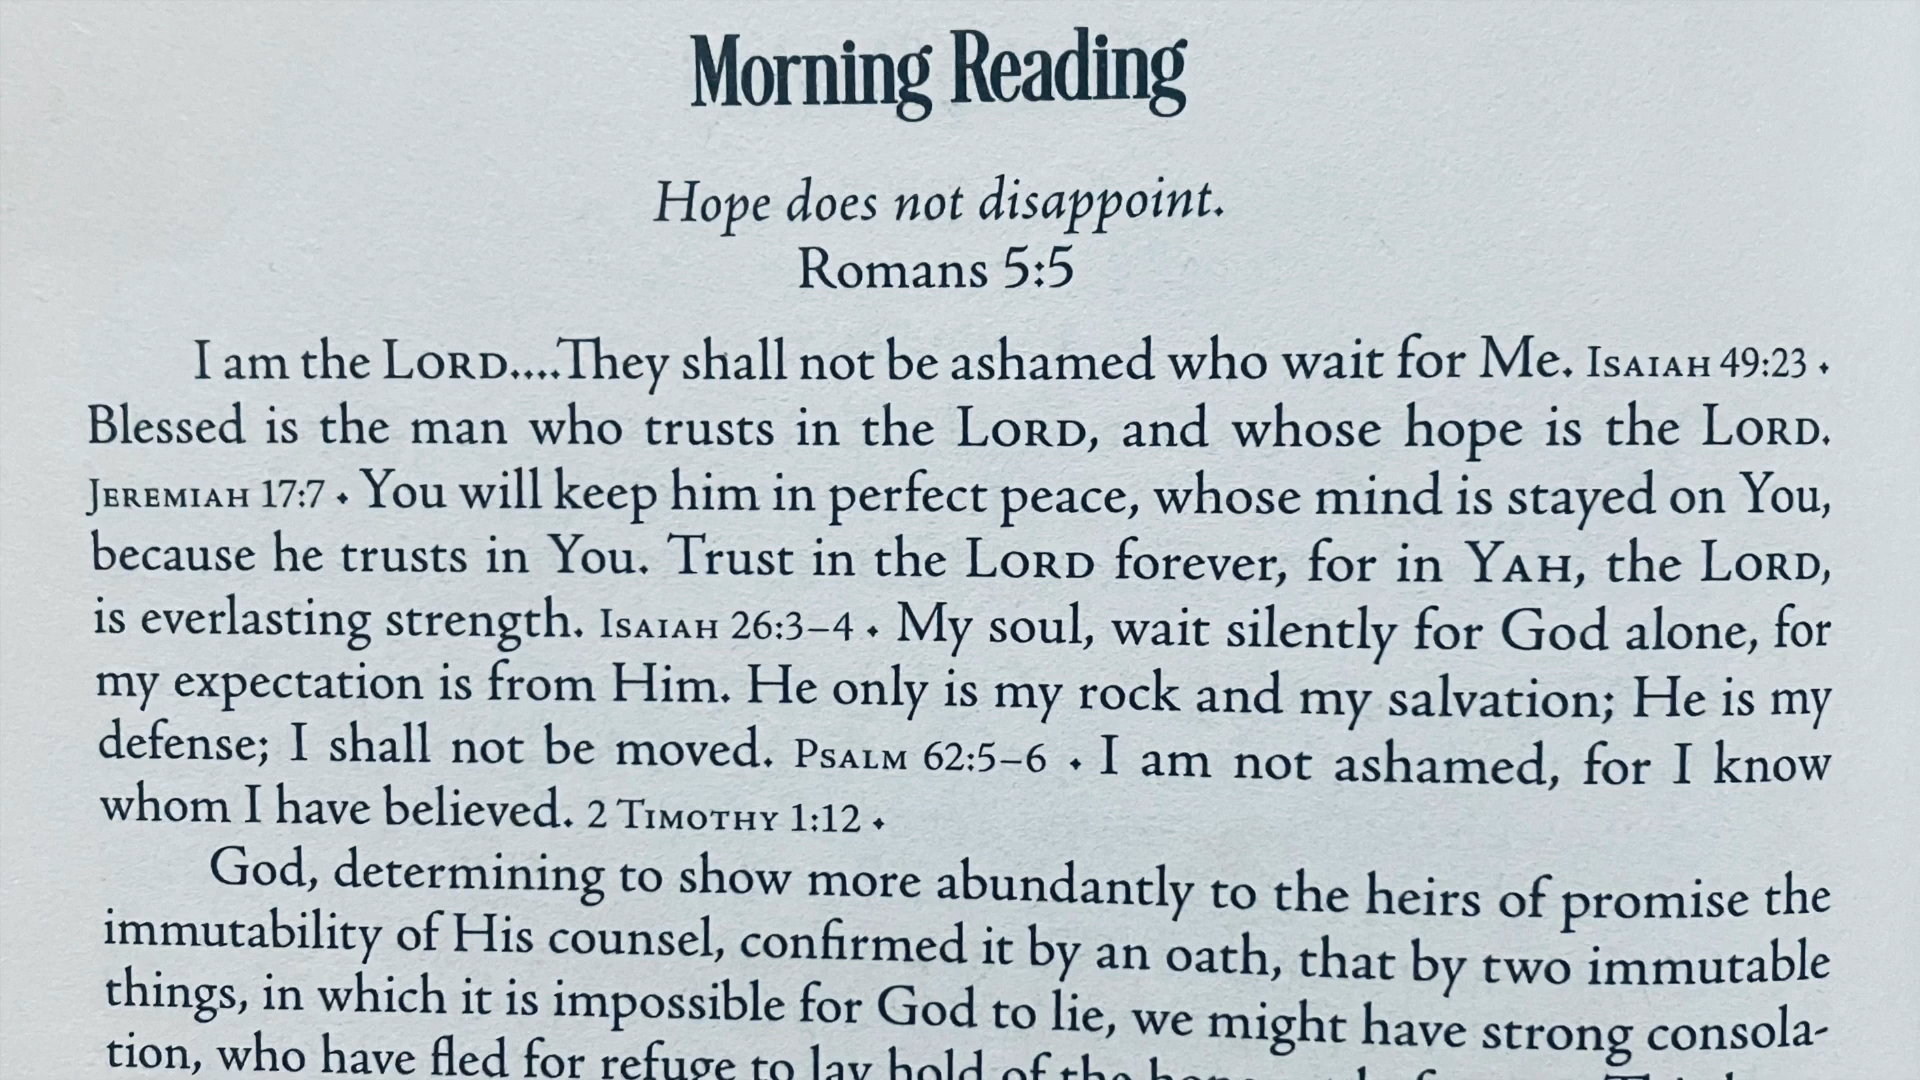 Morning Reading
Hope does not disappoint.
Romans 5:5
I am the LORD....They shall not be ashamed who wait for Me. ISAIAH 49:23 ⬩
Blessed is the man who trusts in the LORD, and whose hope is the LORD.
JEREMIAH 17:7 ⬩ You will keep him in perfect peace, whose mind is stayed on You,
because he trusts in You. Trust in the LORD forever, for in YAH, the LORD,
is everlasting strength. ISAIAH 26:3–4 ⬩ My soul, wait silently for God alone, for
my expectation is from Him. He only is my rock and my salvation; He is my
defense; I shall not be moved. PSALM 62:5–6 ⬩ I am not ashamed, for I know
whom I have believed. 2 TIMOTHY 1:12 ⬩
God, determining to show more abundantly to the heirs of promise the
immutability of His counsel, confirmed it by an oath, that by two immutable
things, in which it is impossible for God to lie, we might have strong consola-
tion, who have fled for refuge to lay hold of the